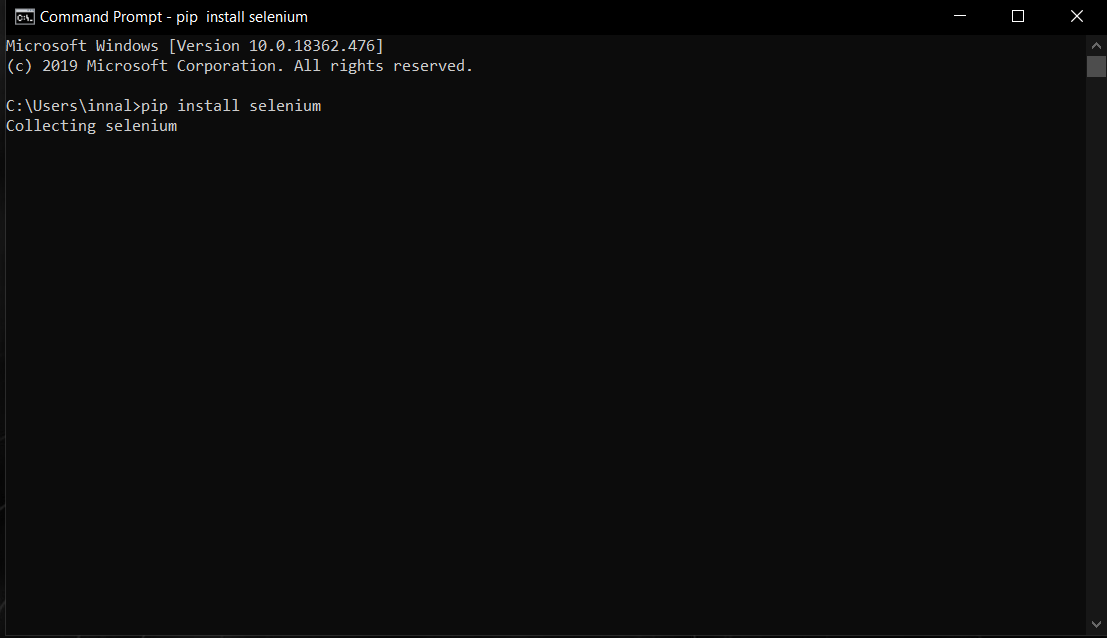 Command Prompt - pip  install selenium
Microsoft Windows [Version 10.0.18362.476]
(c) 2019 Microsoft Corporation. All rights reserved.
C:\Users\innal>pip install selenium
Collecting selenium